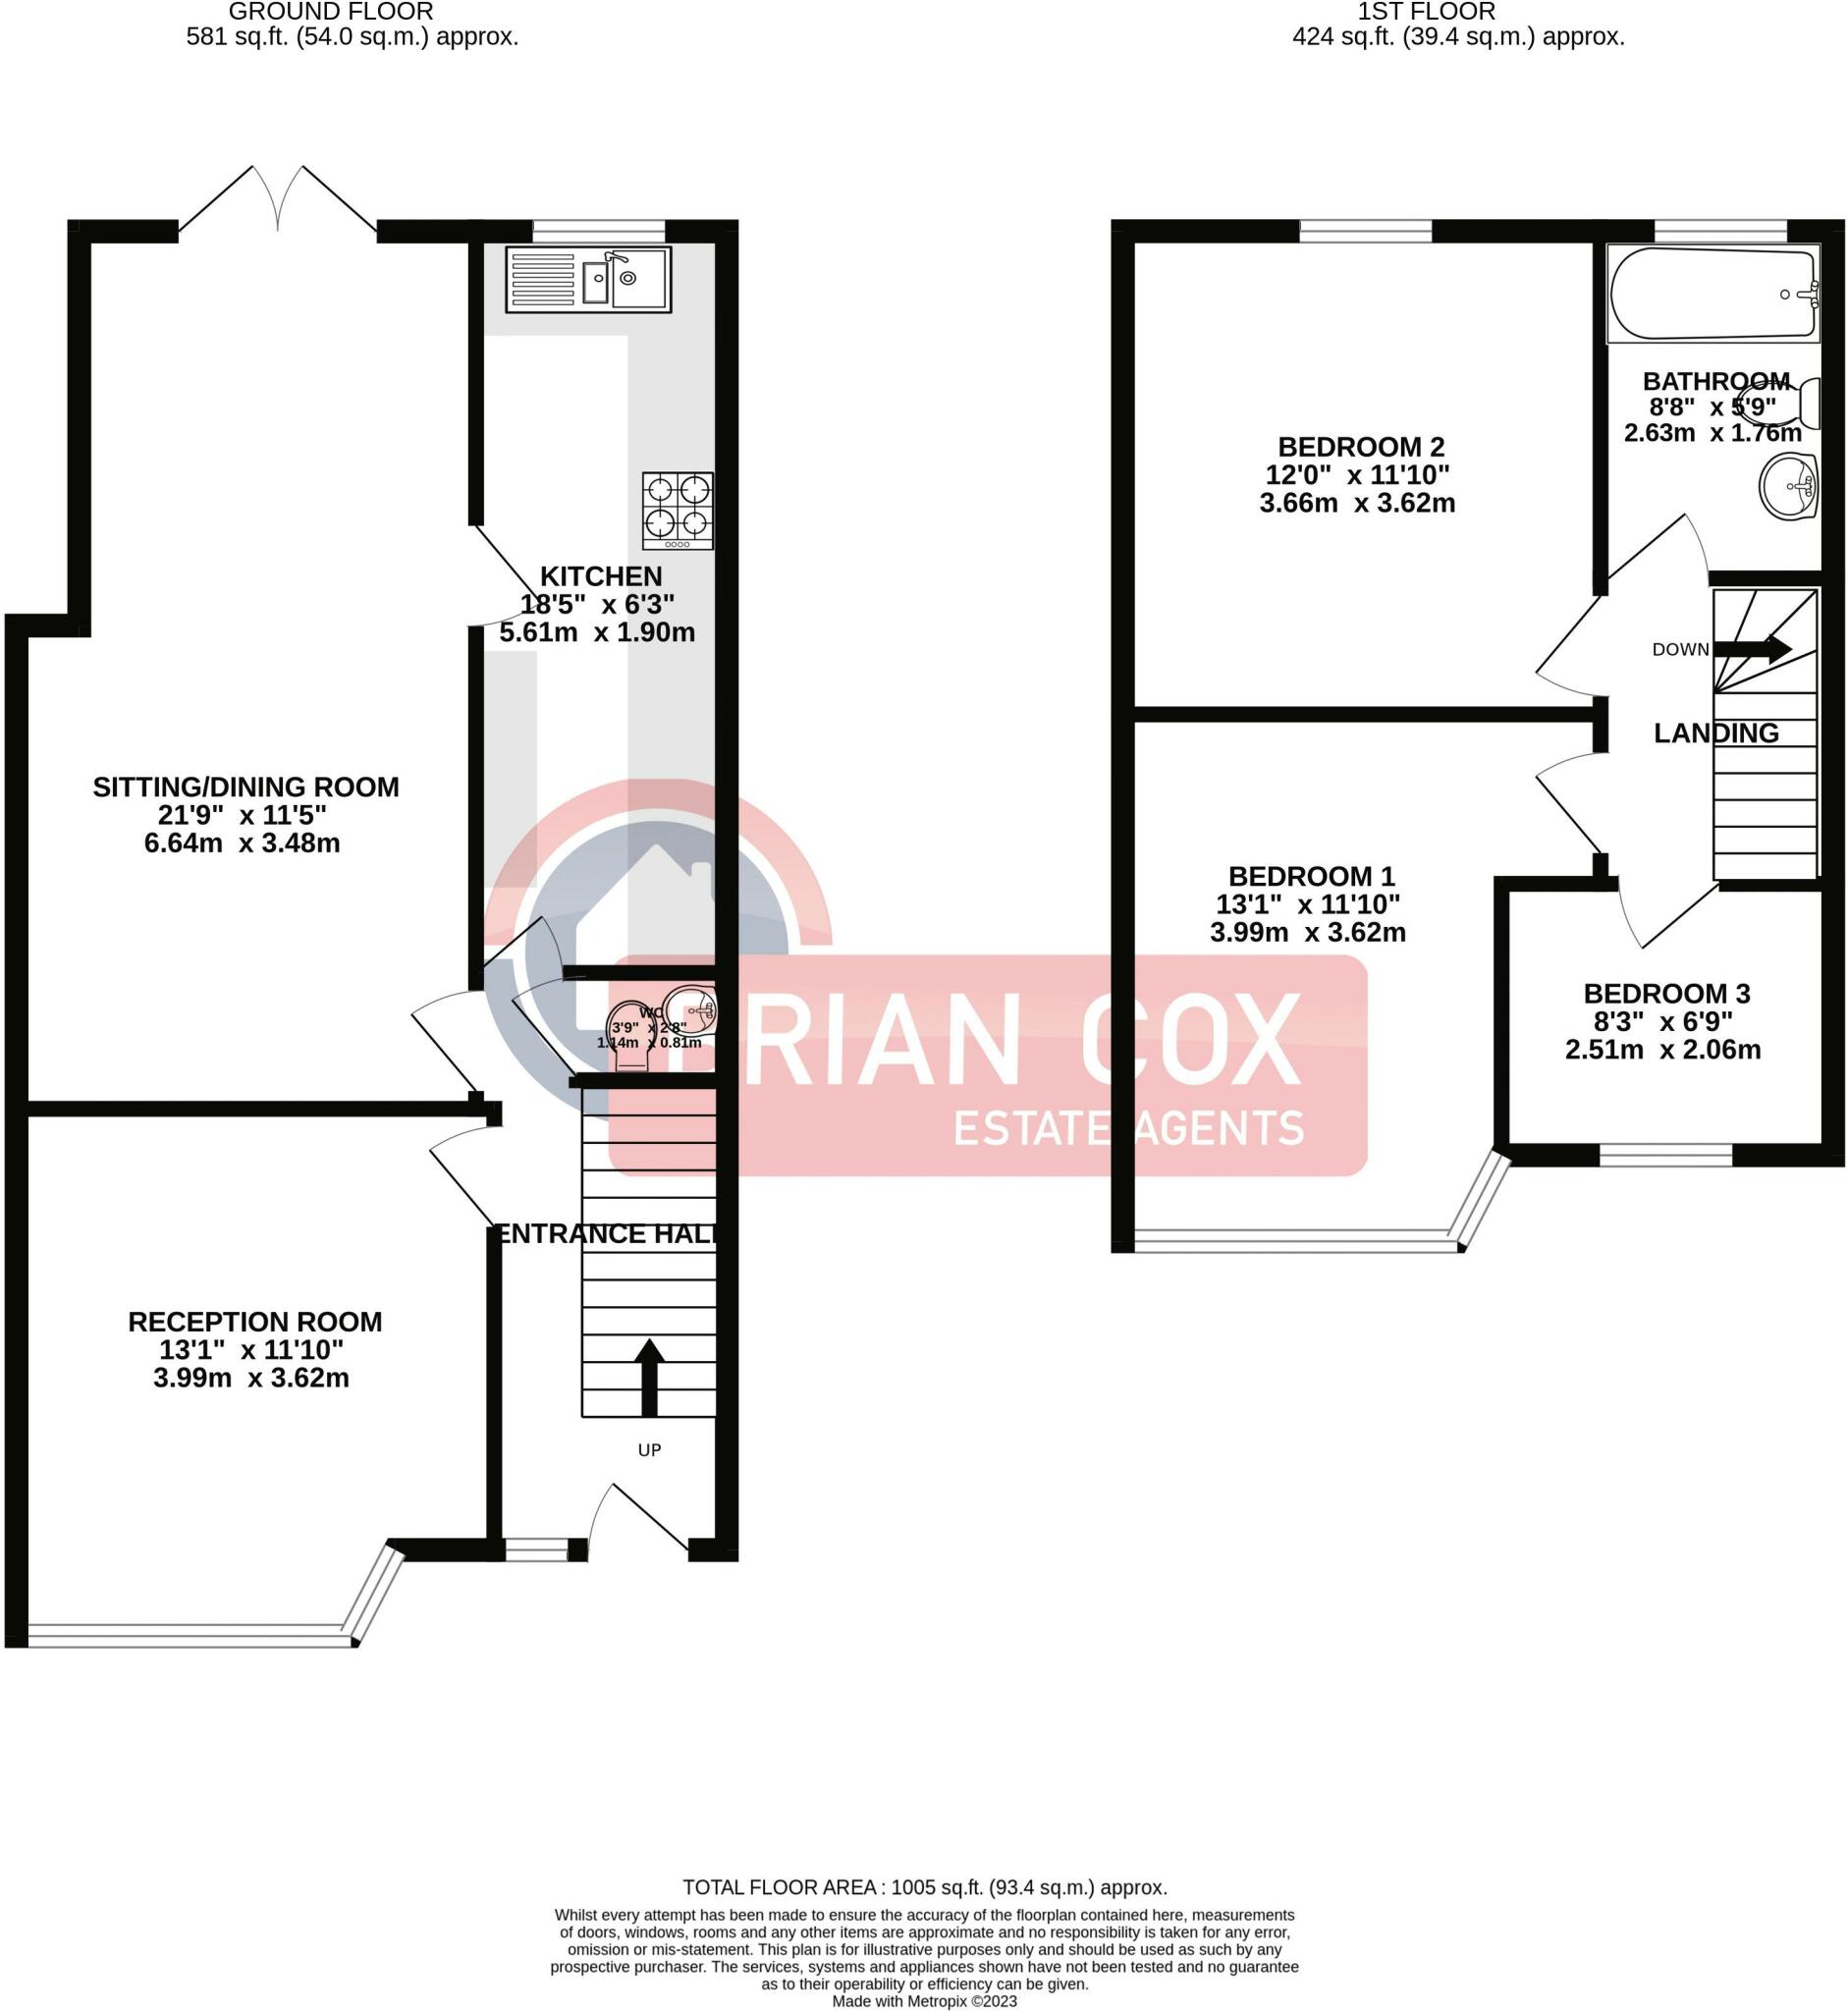 GROUND FLOOR
581 sq.ft. (54.0 sq.m.) approx.
1ST FLOOR
424 sq.ft. (39.4 sq.m.) approx.
KITCHEN
18'5" x 6'3"
5.61m x 1.90m
SITTING/DINING ROOM
21'9" x 11'5"
6.64m x 3.48m
WC
3'9" x 2'8"
1.14m x 0.81m
ENTRANCE HALL
RECEPTION ROOM
13'1" x 11'10"
3.99m x 3.62m
UP
BATHROOM
8'8" x 5'9"
2.63m x 1.76m
BEDROOM 2
12'0" x 11'10"
3.66m x 3.62m
DOWN
LANDING
BEDROOM 1
13'1" x 11'10"
3.99m x 3.62m
BEDROOM 3
8'3" x 6'9"
2.51m x 2.06m
BRIAN COX
ESTATE AGENTS
TOTAL FLOOR AREA : 1005 sq.ft. (93.4 sq.m.) approx.
Whilst every attempt has been made to ensure the accuracy of the floorplan contained here, measurements
of doors, windows, rooms and any other items are approximate and no responsibility is taken for any error,
omission or mis-statement. This plan is for illustrative purposes only and should be used as such by any
prospective purchaser. The services, systems and appliances shown have not been tested and no guarantee
as to their operability or efficiency can be given.
Made with Metropix ©2023